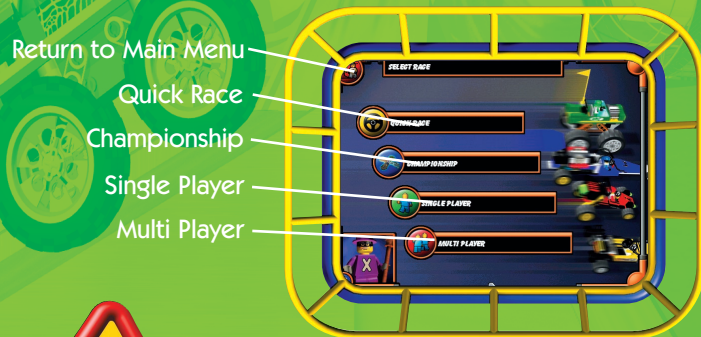 Return to Main Menu
Quick Race
Championship
Single Player
Multi Player
SELECT RACE
QUICK RACE
CHAMPIONSHIP
SINGLE PLAYER
MULTI PLAYER
X